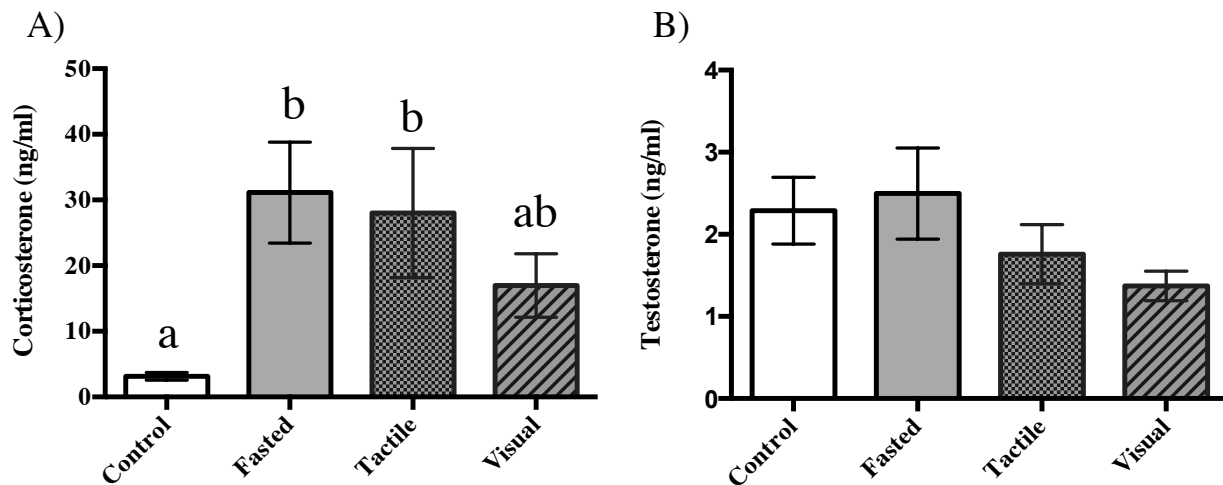 A)
Corticosterone (ng/ml)
50
40
30
20
10
0
a
b
b
ab
Control
Fasted
Tactile
Visual
B)
Testosterone (ng/ml)
4
3
2
1
0
Control
Fasted
Tactile
Visual